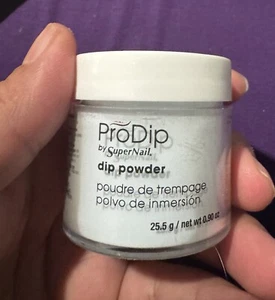 ProDip
by SuperNail.
dip powder
poudre de trempage
polvo de inmersión
25.5 g / net wt 0.90 oz